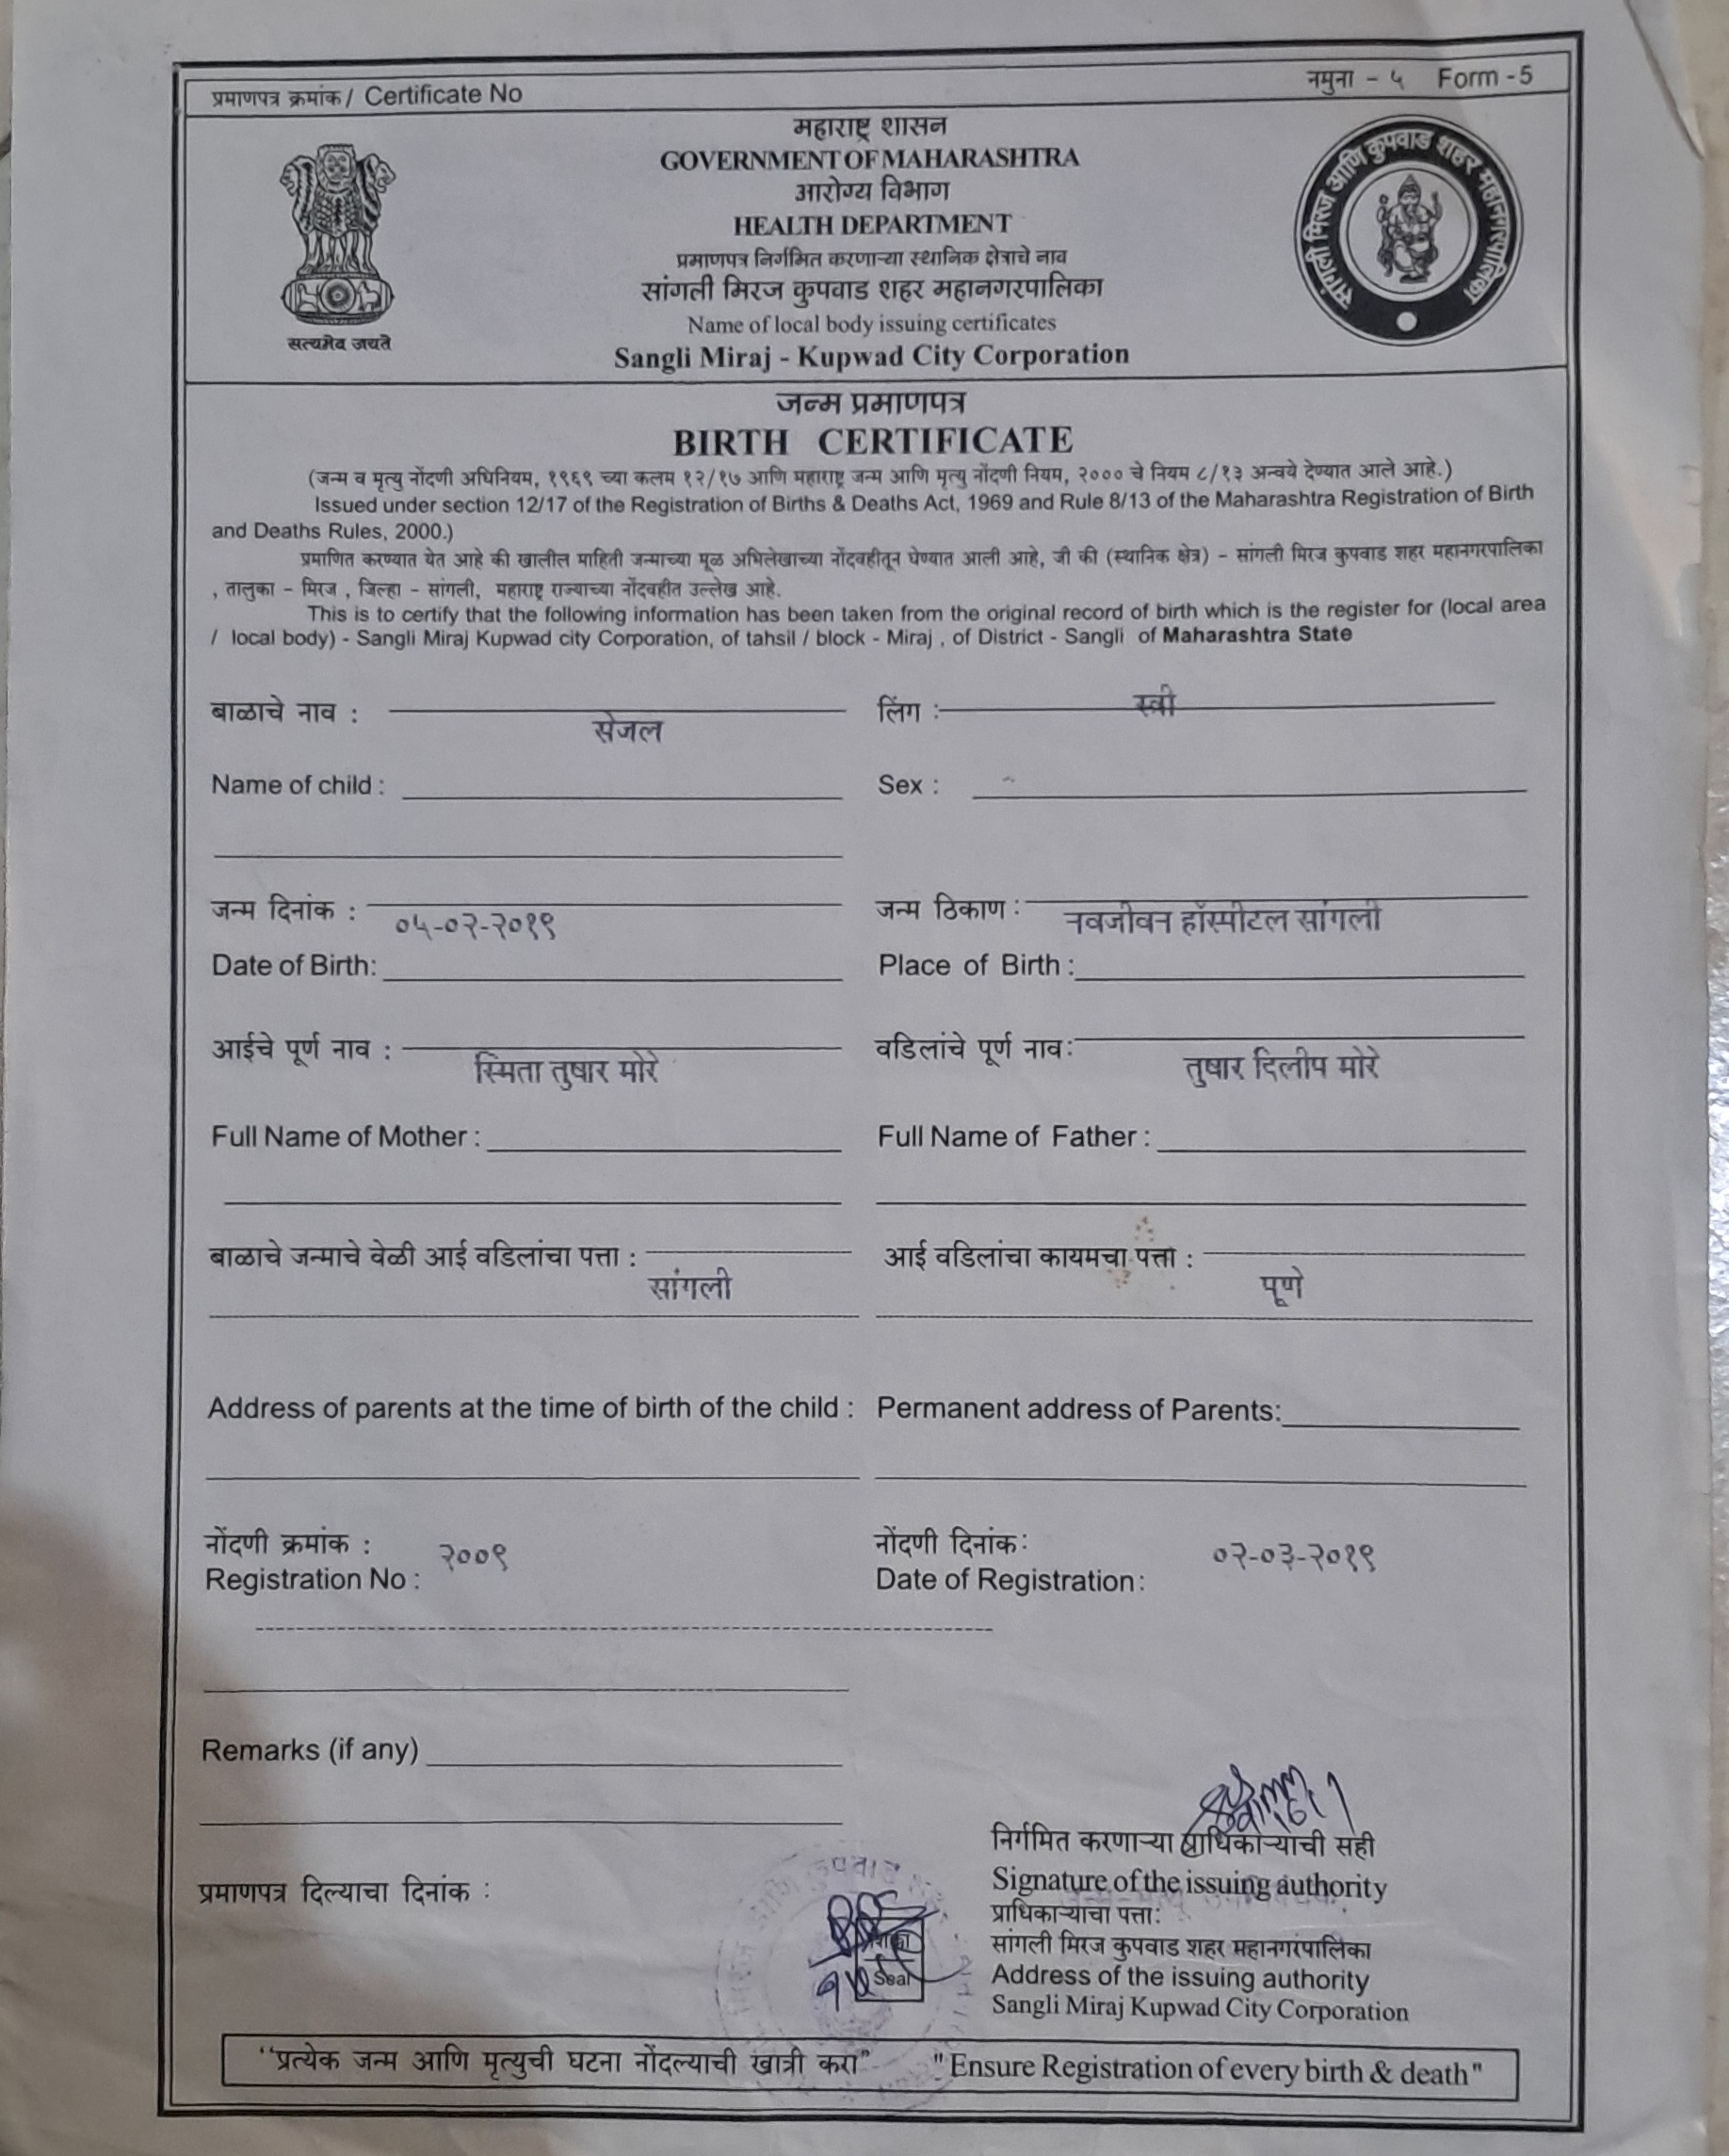 प्रमाणपत्र क्रमांक / Certificate No
नमुना - ५ Form - 5
महाराष्ट्र शासन
GOVERNMENT OF MAHARASHTRA
आरोग्य विभाग
HEALTH DEPARTMENT
प्रमाणपत्र निर्गमित करणाऱ्या स्थानिक क्षेत्राचे नाव
सांगली मिरज कुपवाड शहर महानगरपालिका
Name of local body issuing certificates
Sangli Miraj - Kupwad City Corporation
सत्यमेव जयते
सांगली मिरज आणि कुपवाड शहर महानगरपालिका
जन्म प्रमाणपत्र
BIRTH CERTIFICATE
(जन्म व मृत्यु नोंदणी अधिनियम, १९६९ च्या कलम १२/१७ आणि महाराष्ट्र जन्म आणि मृत्यु नोंदणी नियम, २००० चे नियम ८/१३ अन्वये देण्यात आले आहे.)
Issued under section 12/17 of the Registration of Births & Deaths Act, 1969 and Rule 8/13 of the Maharashtra Registration of Birth
and Deaths Rules, 2000.)
प्रमाणित करण्यात येत आहे की खालील माहिती जन्माच्या मूळ अभिलेखाच्या नोंदवहीतून घेण्यात आली आहे, जी की (स्थानिक क्षेत्र) - सांगली मिरज कुपवाड शहर महानगरपालिका
, तालुका - मिरज , जिल्हा - सांगली, महाराष्ट्र राज्याच्या नोंदवहीत उल्लेख आहे.
This is to certify that the following information has been taken from the original record of birth which is the register for (local area
/ local body) - Sangli Miraj Kupwad city Corporation, of tahsil / block - Miraj , of District - Sangli of Maharashtra State
बाळाचे नाव : सेजल
लिंग : स्त्री
Name of child :
Sex :
जन्म दिनांक : ०५-०२-२०१९
जन्म ठिकाण : नवजीवन हॉस्पीटल सांगली
Date of Birth:
Place of Birth :
आईचे पूर्ण नाव : स्मिता तुषार मोरे
वडिलांचे पूर्ण नाव: तुषार दिलीप मोरे
Full Name of Mother :
Full Name of Father :
बाळाचे जन्माचे वेळी आई वडिलांचा पत्ता : सांगली
आई वडिलांचा कायमचा पत्ता : पूणे
Address of parents at the time of birth of the child :
Permanent address of Parents:
नोंदणी क्रमांक : २००९
नोंदणी दिनांक: ०२-०३-२०१९
Registration No :
Date of Registration:
Remarks (if any)
निर्गमित करणाऱ्या प्राधिकाऱ्याची सही
Signature of the issuing authority
प्रमाणपत्र दिल्याचा दिनांक :
प्राधिकाऱ्याचा पत्ता:
सांगली मिरज कुपवाड शहर महानगरपालिका
Seal
Address of the issuing authority
Sangli Miraj Kupwad City Corporation
"प्रत्येक जन्म आणि मृत्युची घटना नोंदल्याची खात्री करा" "Ensure Registration of every birth & death"